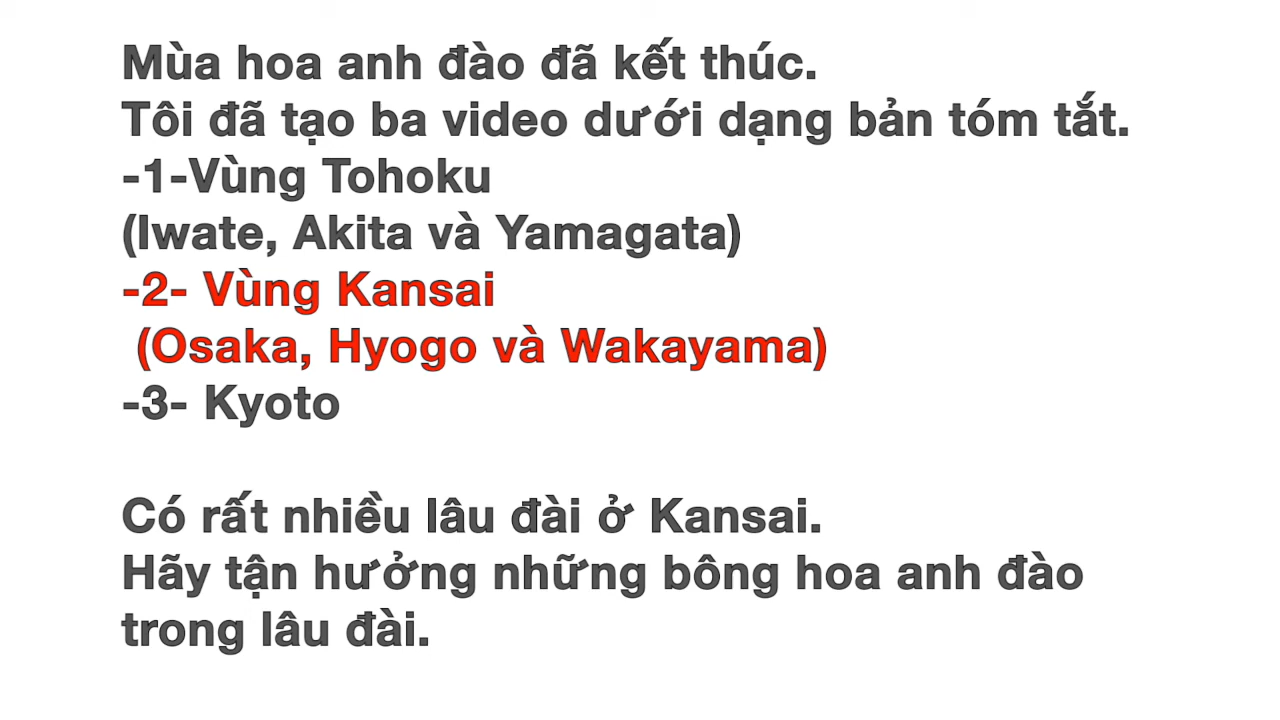 Mùa hoa anh đào đã kết thúc.
Tôi đã tạo ba video dưới dạng bản tóm tắt.
-1-Vùng Tohoku
(Iwate, Akita và Yamagata)
-2- Vùng Kansai
(Osaka, Hyogo và Wakayama)
-3- Kyoto
Có rất nhiều lâu đài ở Kansai.
Hãy tận hưởng những bông hoa anh đào
trong lâu đài.